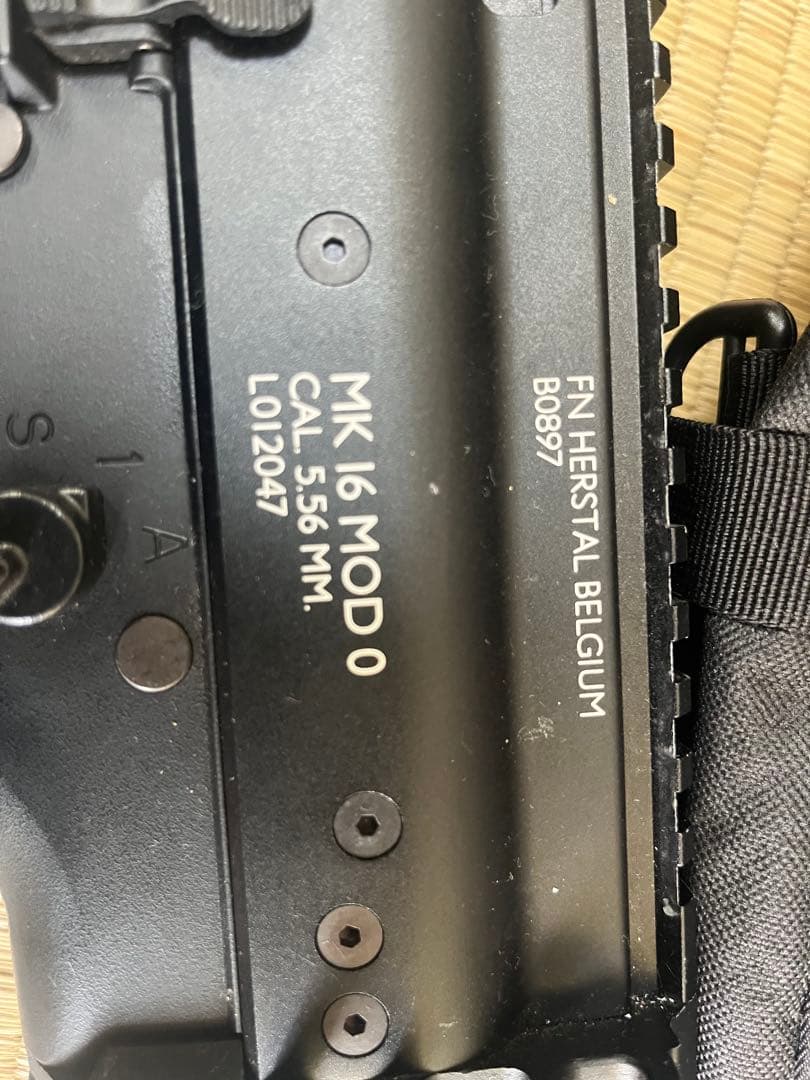 FN HERSTAL BELGIUM
B0897
MK 16 MOD 0
CAL. 5.56 MM.
L012047
S
1
A